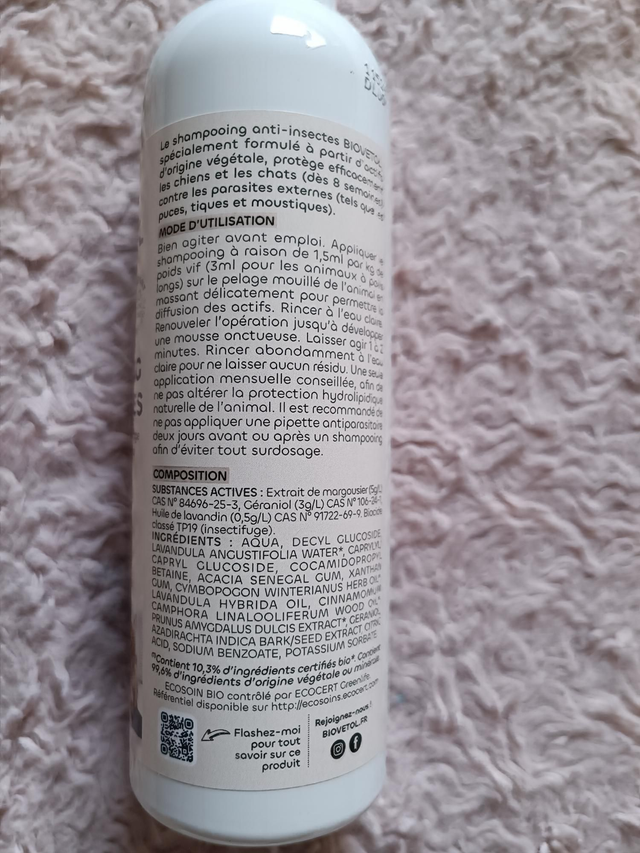 Le shampooing anti-insectes BIOVETOL,
spécialement formulé à partir d'actifs
d'origine végétale, protège efficacement
les chiens et les chats (dès 8 semaines)
contre les parasites externes (tels que
puces, tiques et moustiques).
MODE D'UTILISATION
Bien agiter avant emploi. Appliquer le
shampooing à raison de 1,5ml par kg de
poids vif (3ml pour les animaux à poils
longs) sur le pelage mouillé de l'animal en
massant délicatement pour permettre la
diffusion des actifs. Rincer à l'eau claire.
Renouveler l'opération jusqu'à développer
une mousse onctueuse. Laisser agir 1 à 2
minutes. Rincer abondamment à l'eau
claire pour ne laisser aucun résidu. Une seule
application mensuelle conseillée, afin de
ne pas altérer la protection hydrolipidique
naturelle de l'animal. Il est recommandé de
ne pas appliquer une pipette antiparasitaire
deux jours avant ou après un shampooing
afin d'éviter tout surdosage.
COMPOSITION
SUBSTANCES ACTIVES : Extrait de margousier (5g/L)
CAS N° 84696-25-3, Géraniol (3g/L) CAS N°
Huile de lavandin (0,5g/L) CAS N° 91722-69-9. Biocide
classé TP19 (insectifuge).
INGRÉDIENTS : AQUA, DECYL GLUCOSIDE,
LAVANDULA ANGUSTIFOLIA WATER*, CAPRYLYL/
CAPRYL GLUCOSIDE, COCAMIDOPROPYL
BETAINE, ACACIA SENEGAL GUM, XANTHAN
GUM, CYMBOPOGON WINTERIANUS HERB OIL*,
LAVANDULA HYBRIDA OIL, CINNAMOMUM
CAMPHORA LINALOOLIFERUM WOOD OIL*,
PRUNUS AMYGDALUS DULCIS EXTRACT*, GERANIOL,
AZADIRACHTA INDICA BARK/SEED EXTRACT CITRIC
ACID, SODIUM BENZOATE, POTASSIUM SORBATE
*Contient 10,3% d'ingrédients certifiés bio*. Contient
99,6% d'ingrédients d'origine végétale ou minérale.
ECOSOIN BIO contrôlé par ECOCERT Greenlife
Référentiel disponible sur http://ecosoins.ecocert.com
Flashez-moi
pour tout
savoir sur ce
produit
Rejoignez-nous !
BIOVETOL.FR